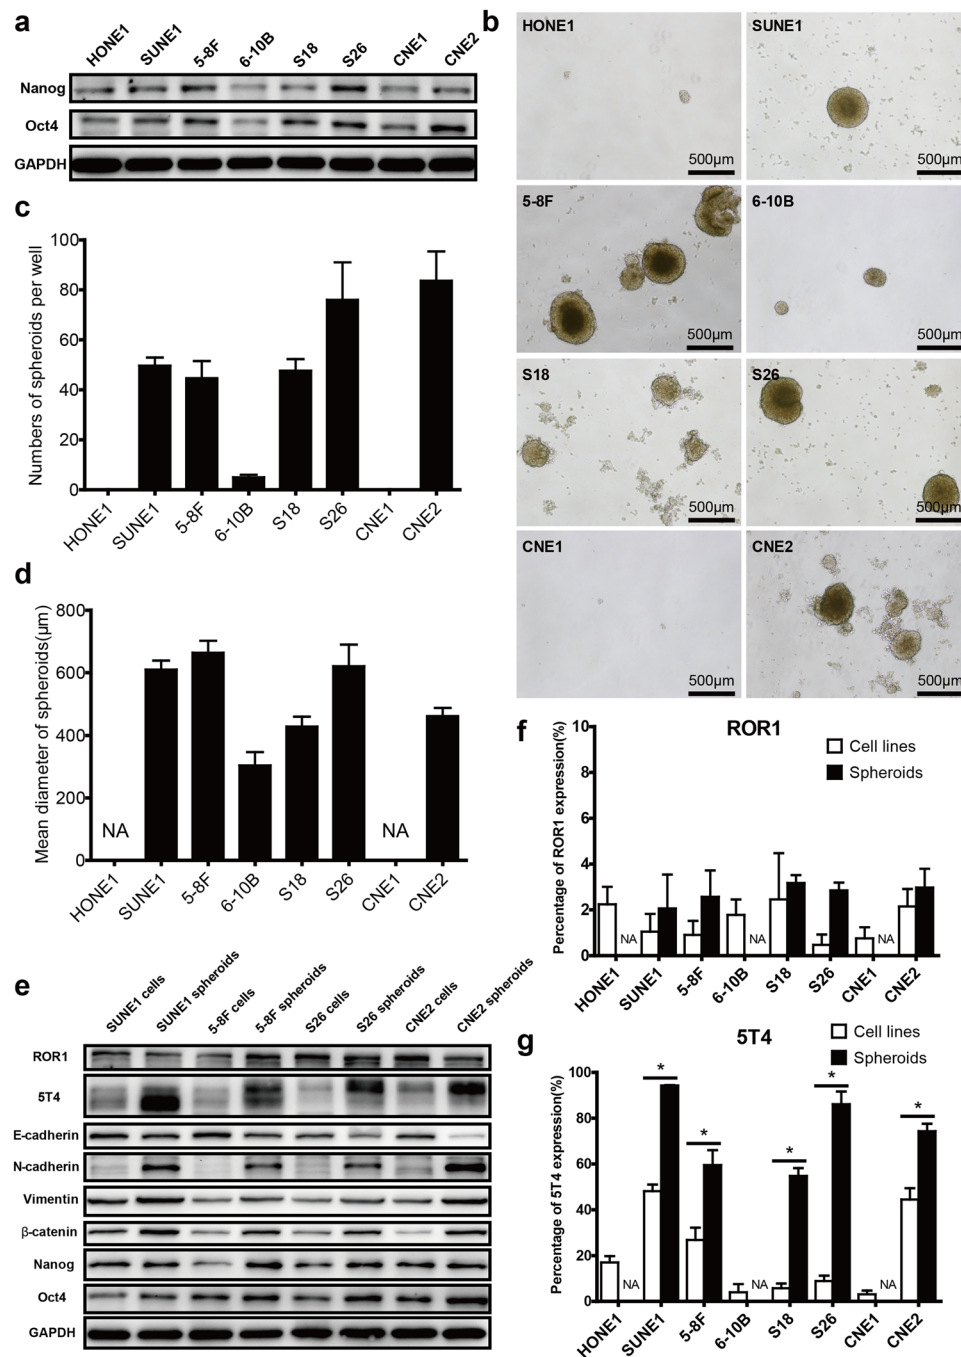 a
HONE1 SUNE1 5-8F 6-10B S18 S26 CNE1 CNE2
Nanog
Oct4
GAPDH
b
HONE1
500μm
SUNE1
500μm
5-8F
500μm
6-10B
500μm
S18
500μm
S26
500μm
CNE1
500μm
CNE2
500μm
c
Numbers of spheroids per well
100
80
60
40
20
0
HONE1 SUNE1 5-8F 6-10B S18 S26 CNE1 CNE2
d
Mean diameter of spheroids(μm)
800
600
400
200
0
NA NA
HONE1 SUNE1 5-8F 6-10B S18 S26 CNE1 CNE2
e
SUNE1 cells SUNE1 spheroids 5-8F cells 5-8F spheroids S26 cells S26 spheroids CNE2 cells CNE2 spheroids
ROR1
5T4
E-cadherin
N-cadherin
Vimentin
β-catenin
Nanog
Oct4
GAPDH
f
ROR1
Cell lines
Spheroids
Percentage of ROR1 expression(%)
10
8
6
4
2
0
NA NA NA
HONE1 SUNE1 5-8F 6-10B S18 S26 CNE1 CNE2
g
5T4
Cell lines
Spheroids
Percentage of 5T4 expression(%)
100
80
60
40
20
0
* * * * *
NA NA NA
HONE1 SUNE1 5-8F 6-10B S18 S26 CNE1 CNE2